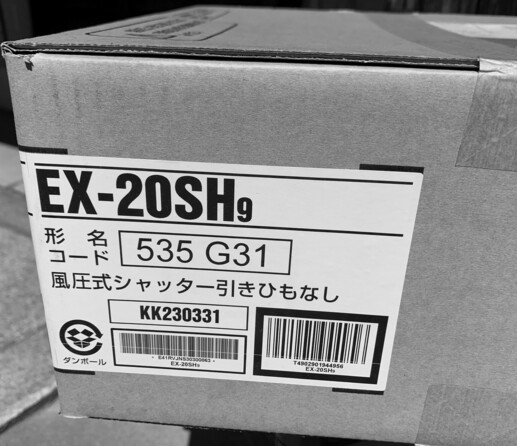 EX-20SH9
形名
コード
535 G31
風圧式シャッター引きひもなし
KK230331
ダンボール
EX-20SH9
T4902901944956
EX-20SH9